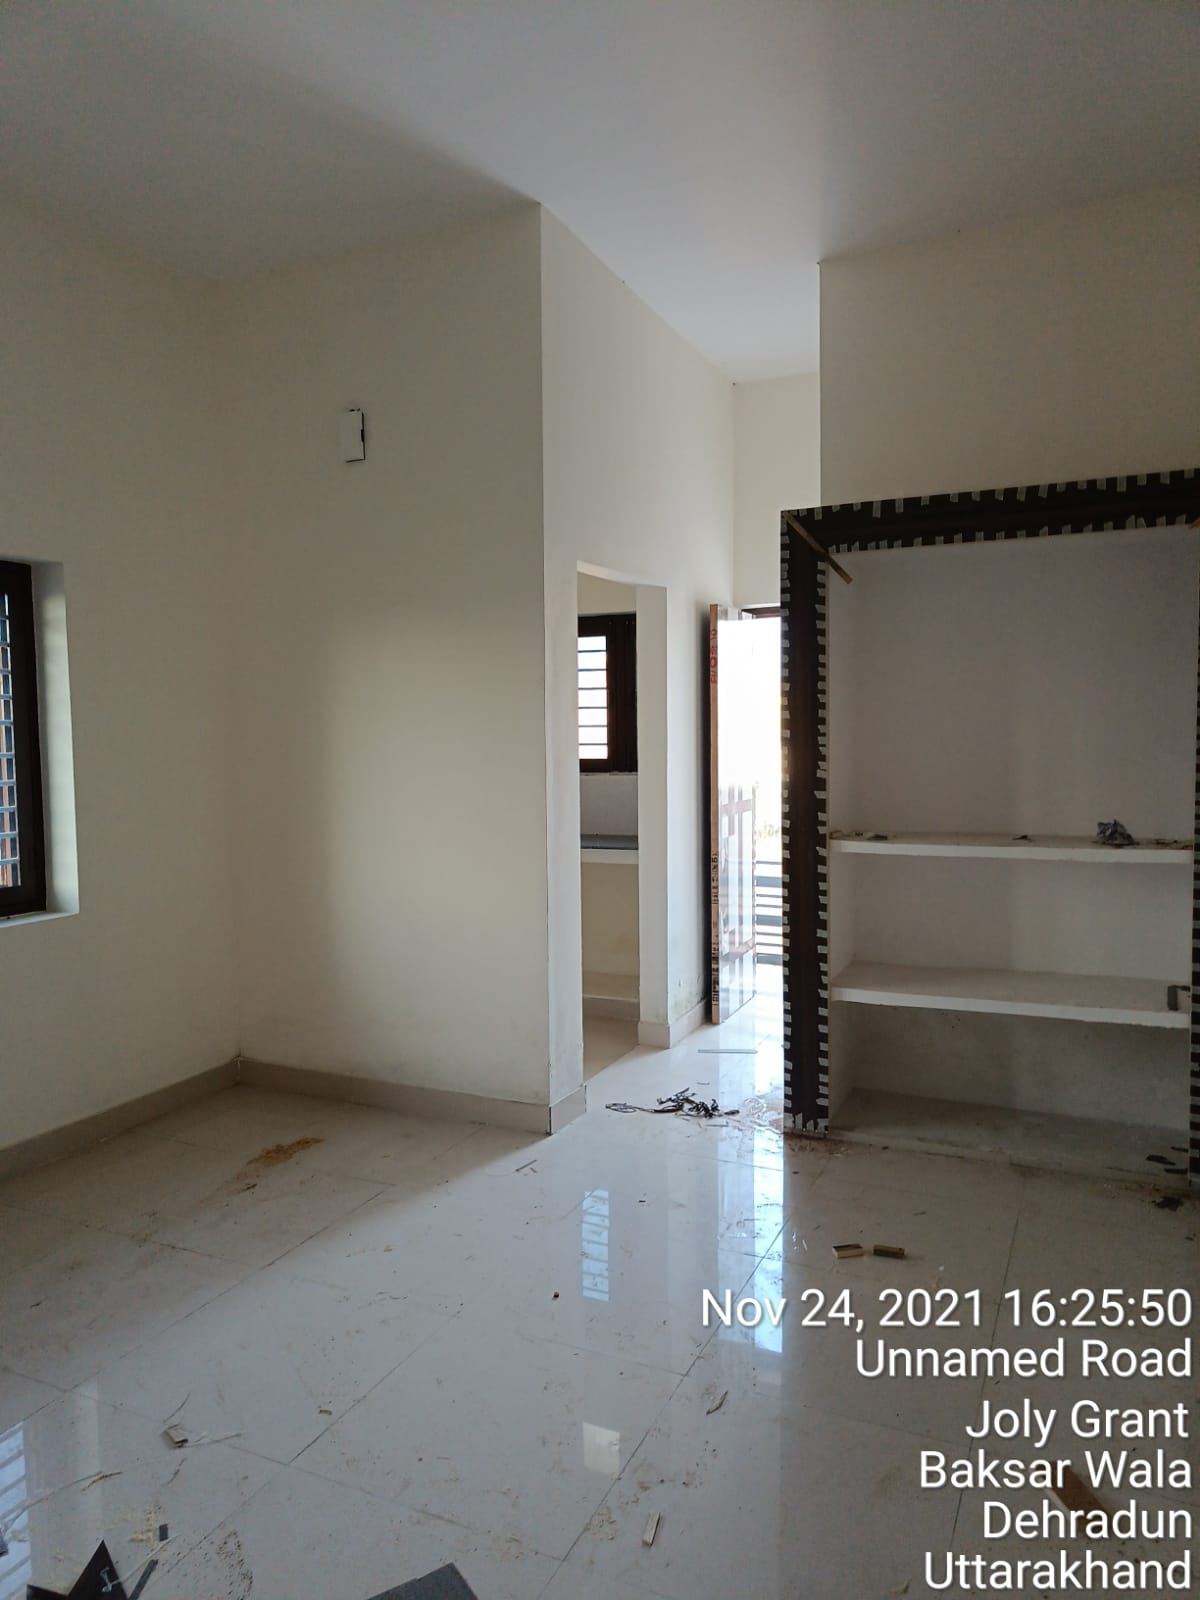 Nov 24, 2021 16:25:50
Unnamed Road
Joly Grant
Baksar Wala
Dehradun
Uttarakhand